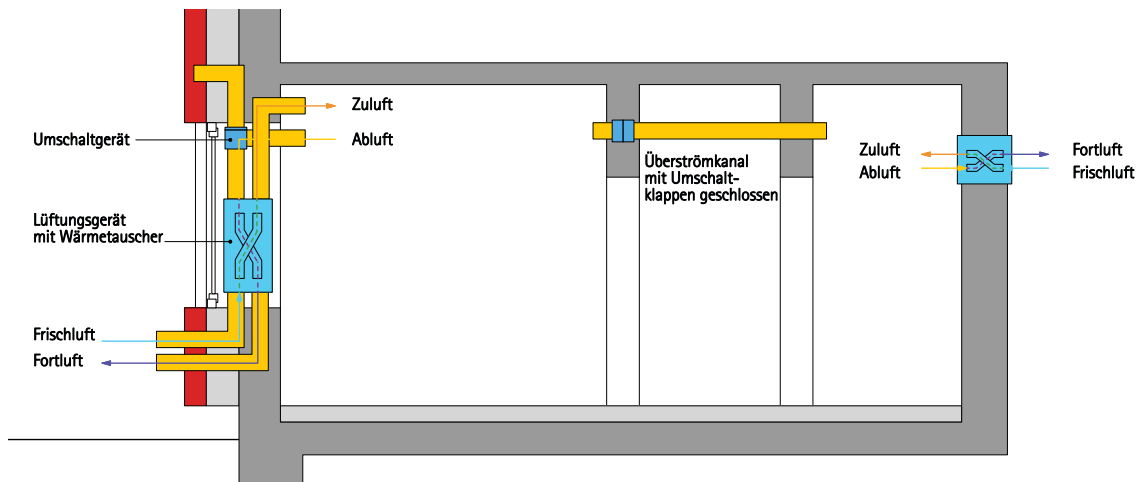 Zuluft
Umschaltgerät
Abluft
Überströmkanal
mit Umschalt-
klappen geschlossen
Zuluft
Abluft
Fortluft
Frischluft
Lüftungsgerät
mit Wärmetauscher
Frischluft
Fortluft